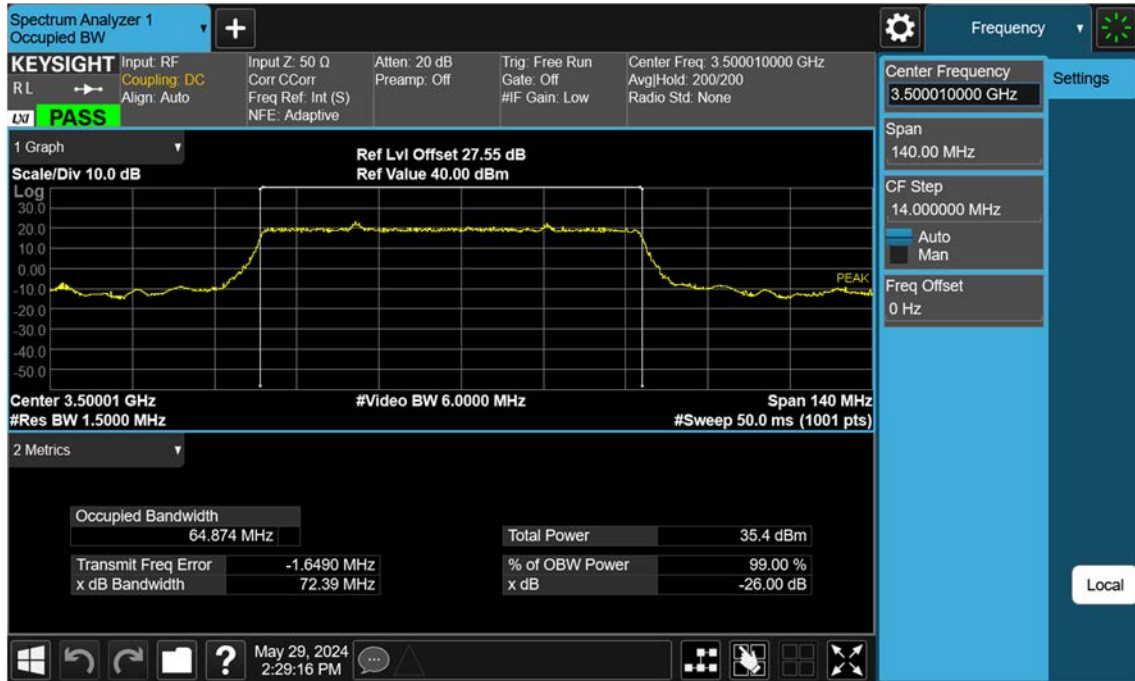 Spectrum Analyzer 1
Occupied BW
+
Frequency
KEYSIGHT
R L
LXI
PASS
Input: RF
Coupling: DC
Align: Auto
Input Z: 50 Ω
Corr CCorr
Freq Ref: Int (S)
NFE: Adaptive
Atten: 20 dB
Preamp: Off
Trig: Free Run
Gate: Off
#IF Gain: Low
Center Freq: 3.500010000 GHz
Avg|Hold: 200/200
Radio Std: None
Center Frequency
3.500010000 GHz
Settings
Span
140.00 MHz
CF Step
14.000000 MHz
Auto
Man
Freq Offset
0 Hz
Local
1 Graph
Scale/Div 10.0 dB
Ref Lvl Offset 27.55 dB
Ref Value 40.00 dBm
Log
30.0
20.0
10.0
0.00
-10.0
-20.0
-30.0
-40.0
-50.0
PEAK
Center 3.50001 GHz
#Video BW 6.0000 MHz
Span 140 MHz
#Res BW 1.5000 MHz
#Sweep 50.0 ms (1001 pts)
2 Metrics
Occupied Bandwidth
64.874 MHz
Total Power 35.4 dBm
Transmit Freq Error -1.6490 MHz
% of OBW Power 99.00 %
x dB Bandwidth 72.39 MHz
x dB -26.00 dB
?
May 29, 2024
2:29:16 PM